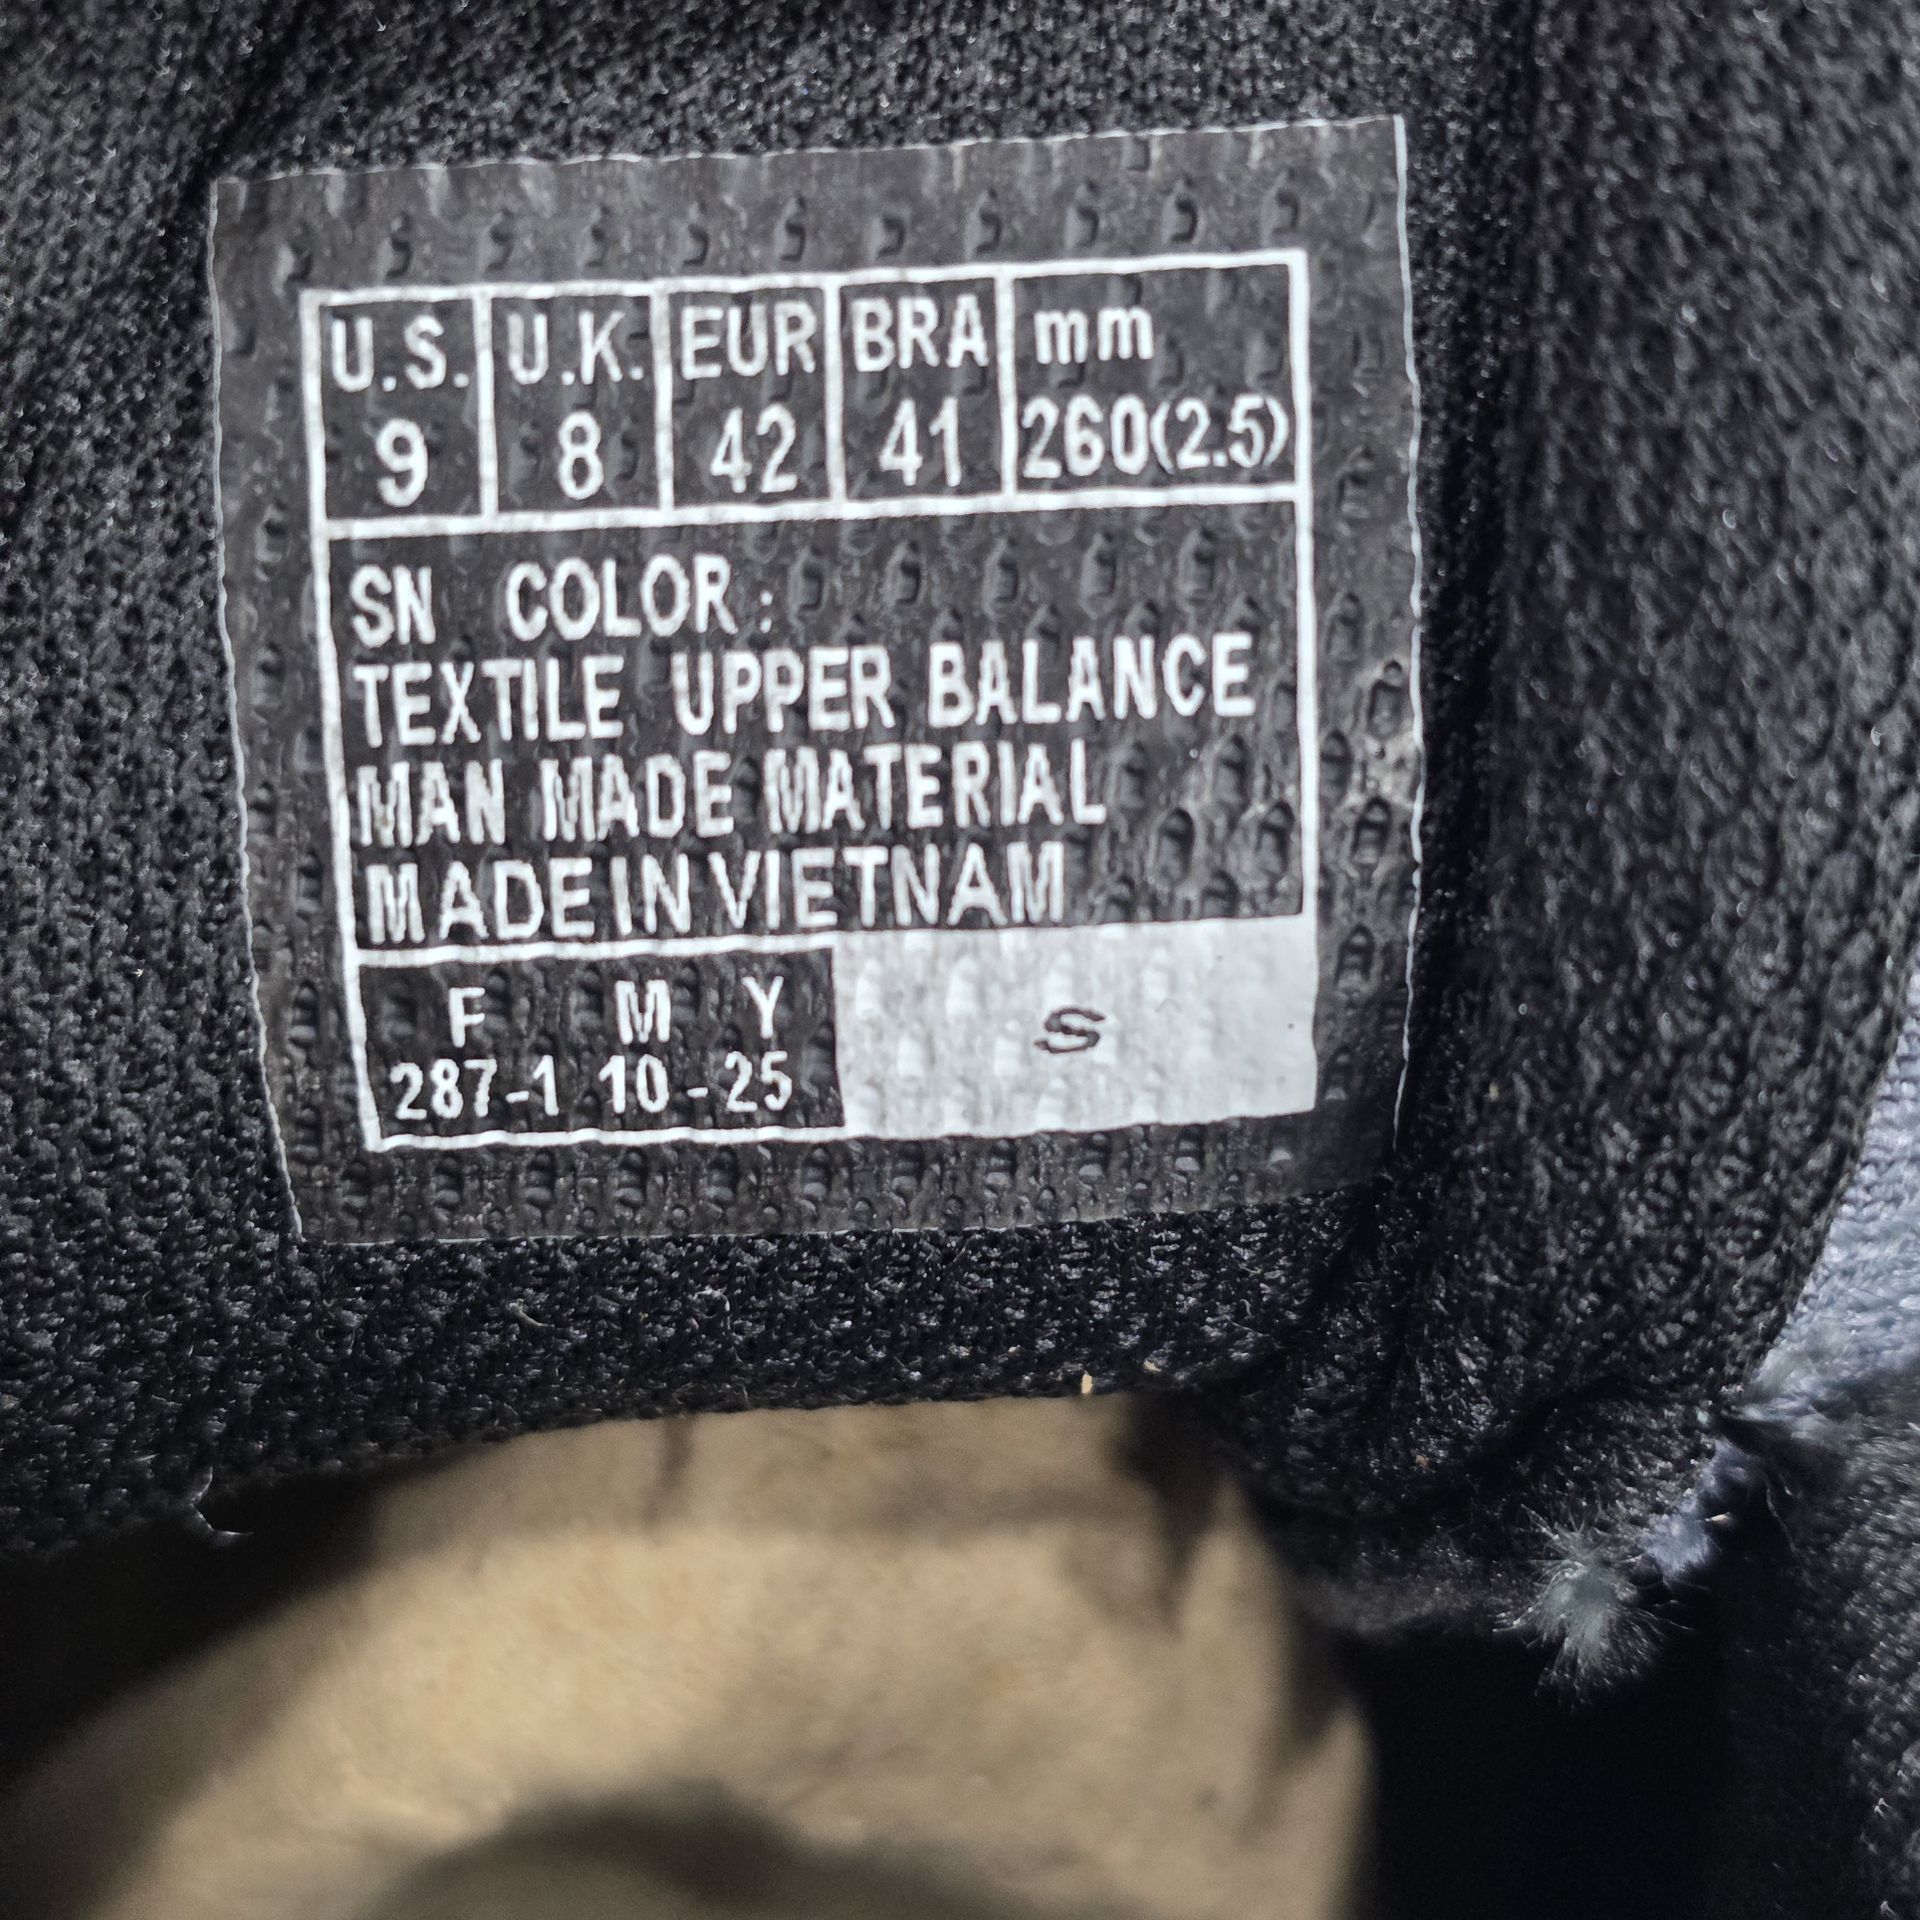 U.S. U.K. EUR BRA mm
9 8 42 41 260(2.5)
SN COLOR:
TEXTILE UPPER BALANCE
MAN MADE MATERIAL
MADE IN VIETNAM
F M Y
287-1 10-25
S